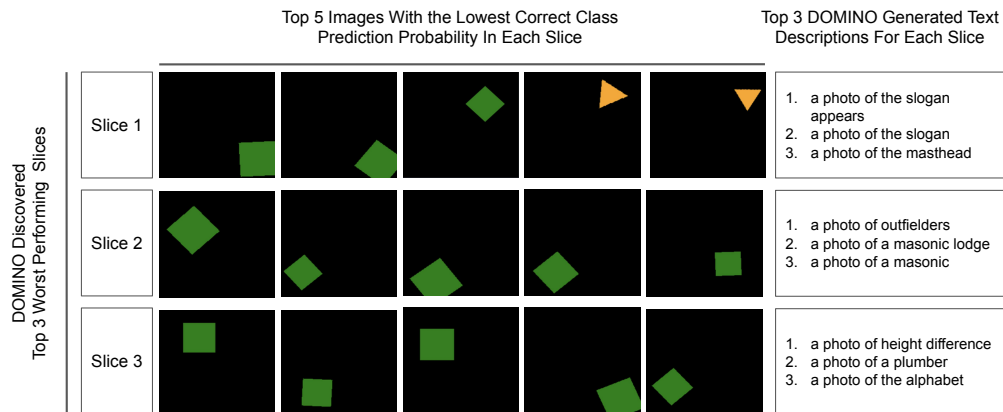 Top 5 Images With the Lowest Correct Class
Prediction Probability In Each Slice
Top 3 DOMINO Generated Text
Descriptions For Each Slice
DOMINO Discovered
Top 3 Worst Performing Slices
Slice 1
1. a photo of the slogan
appears
2. a photo of the slogan
3. a photo of the masthead
Slice 2
1. a photo of outfielders
2. a photo of a masonic lodge
3. a photo of a masonic
Slice 3
1. a photo of height difference
2. a photo of a plumber
3. a photo of the alphabet